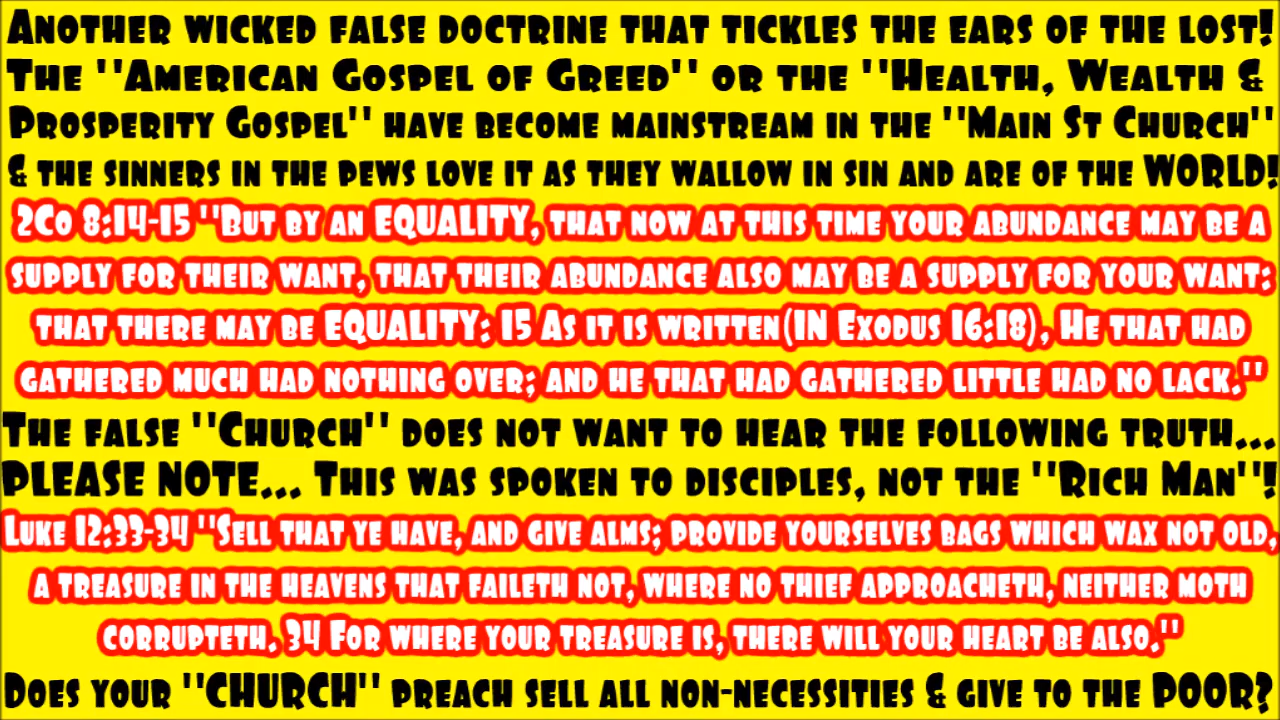 Another wicked false doctrine that tickles the ears of the lost!
The ''American Gospel of Greed'' or the ''Health, Wealth &
Prosperity Gospel'' have become mainstream in the ''Main St Church''
& the sinners in the pews love it as they wallow in sin and are of the WORLD!
2Co 8:14-15 ''But by an EQUALITY, that now at this time your abundance may be a
supply for their want, that their abundance also may be a supply for your want:
that there may be EQUALITY: 15 As it is written(IN Exodus 16:18), He that had
gathered much had nothing over; and he that had gathered little had no lack.''
The false ''Church'' does not want to hear the following truth...
PLEASE NOTE... This was spoken to disciples, not the ''Rich Man''!
Luke 12:33-34 ''Sell that ye have, and give alms; provide yourselves bags which wax not old,
a treasure in the heavens that faileth not, where no thief approacheth, neither moth
corrupteth. 34 For where your treasure is, there will your heart be also.''
Does your ''CHURCH'' preach sell all non-necessities & give to the POOR?